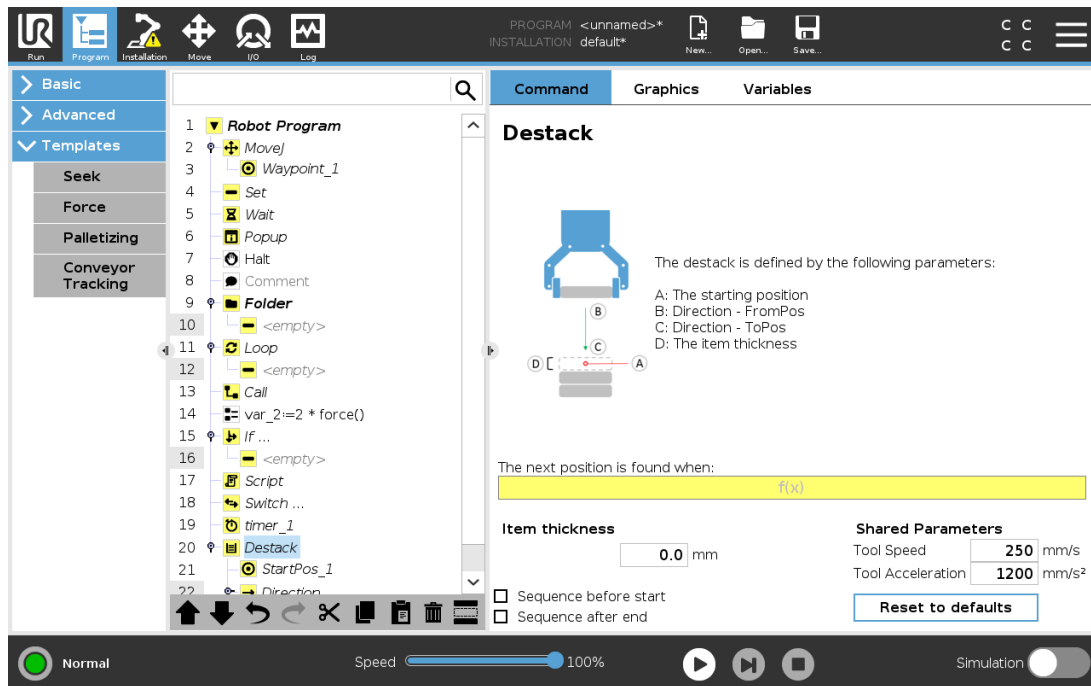 PROGRAM <unnamed>*
INSTALLATION default*
New...
Open...
Save...
C C
C C
UR
Run
Program
Installation
Move
I/O
Log
Basic
Advanced
Templates
Seek
Force
Palletizing
Conveyor
Tracking
1 Robot Program
2 MoveJ
3 Waypoint_1
4 Set
5 Wait
6 Popup
7 Halt
8 Comment
9 Folder
10 <empty>
11 Loop
12 <empty>
13 Call
14 var_2:=2 * force()
15 If ...
16 <empty>
17 Script
18 Switch ...
19 timer_1
20 Destack
21 StartPos_1
22 Direction
Command Graphics Variables
Destack
B
C
D
A
The destack is defined by the following parameters:
A: The starting position
B: Direction - FromPos
C: Direction - ToPos
D: The item thickness
The next position is found when:
f(x)
Item thickness
0.0 mm
Sequence before start
Sequence after end
Shared Parameters
Tool Speed 250 mm/s
Tool Acceleration 1200 mm/s²
Reset to defaults
Normal
Speed 100%
Simulation